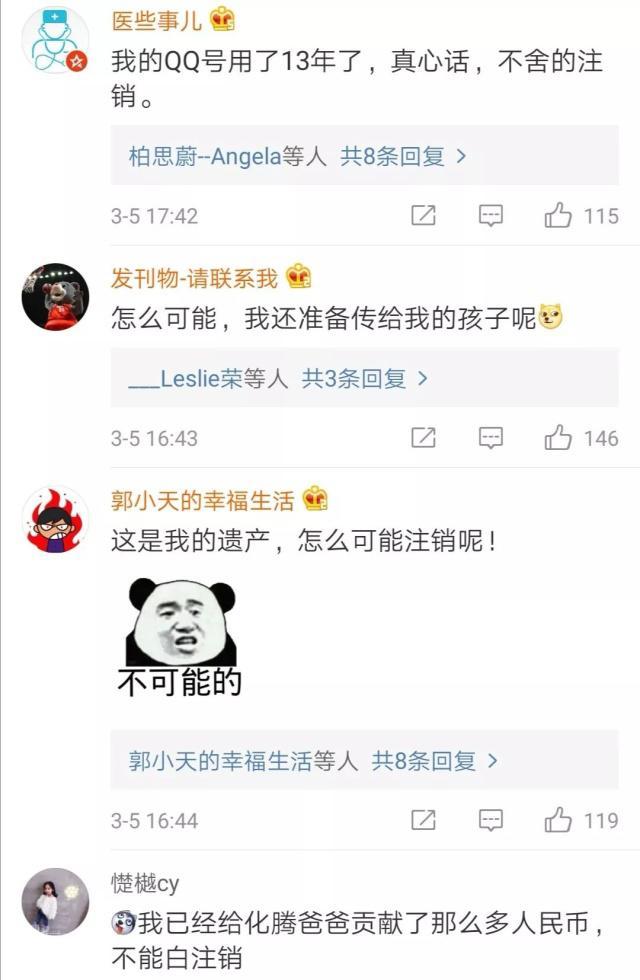 医些事儿
我的QQ号用了13年了，真心话，不舍的注
销。
柏思蔚--Angela等人 共8条回复 >
3-5 17:42 115
发刊物-请联系我
怎么可能，我还准备传给我的孩子呢
___Leslie荣等人 共3条回复 >
3-5 16:43 146
郭小天的幸福生活
这是我的遗产，怎么可能注销呢！
不可能的
郭小天的幸福生活等人 共8条回复 >
3-5 16:44 119
憷樾cy
我已经给化腾爸爸贡献了那么多人民币，
不能白注销